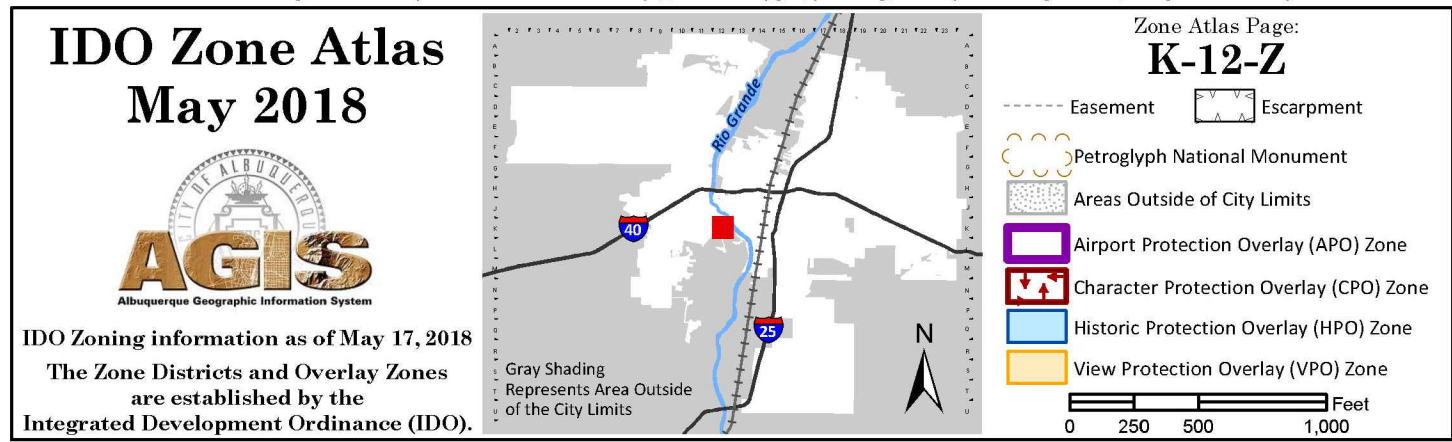 IDO Zone Atlas
May 2018
CITY OF ALBUQUERQUE
AGIS
Albuquerque Geographic Information System
IDO Zoning information as of May 17, 2018
The Zone Districts and Overlay Zones
are established by the
Integrated Development Ordinance (IDO).
Rio Grande
40
25
N
Gray Shading
Represents Area Outside
of the City Limits
Zone Atlas Page:
K-12-Z
Easement
Escarpment
Petroglyph National Monument
Areas Outside of City Limits
Airport Protection Overlay (APO) Zone
Character Protection Overlay (CPO) Zone
Historic Protection Overlay (HPO) Zone
View Protection Overlay (VPO) Zone
Feet
0 250 500 1,000